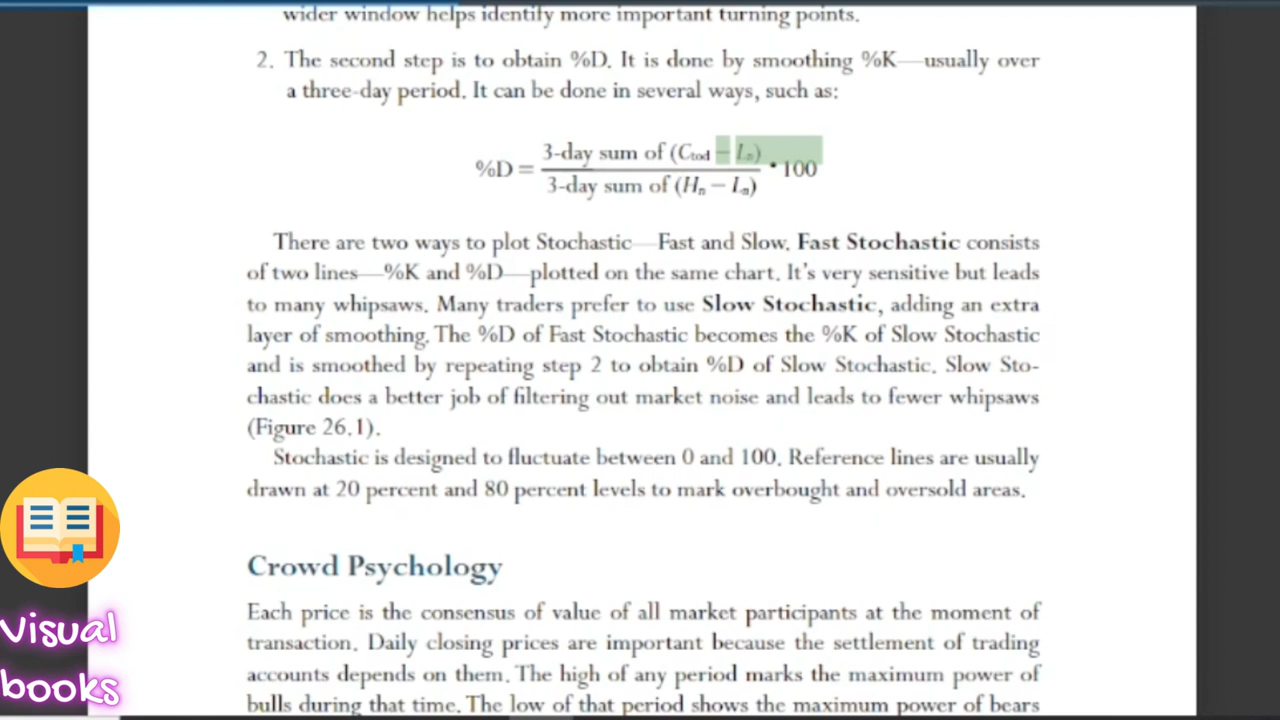 wider window helps identify more important turning points.
2. The second step is to obtain %D. It is done by smoothing %K—usually over
a three-day period. It can be done in several ways, such as:
%D = 3-day sum of (Ctod − Ln) / 3-day sum of (Hn − Ln) • 100
There are two ways to plot Stochastic—Fast and Slow. Fast Stochastic consists
of two lines—%K and %D—plotted on the same chart. It's very sensitive but leads
to many whipsaws. Many traders prefer to use Slow Stochastic, adding an extra
layer of smoothing. The %D of Fast Stochastic becomes the %K of Slow Stochastic
and is smoothed by repeating step 2 to obtain %D of Slow Stochastic. Slow Sto-
chastic does a better job of filtering out market noise and leads to fewer whipsaws
(Figure 26.1).
Stochastic is designed to fluctuate between 0 and 100. Reference lines are usually
drawn at 20 percent and 80 percent levels to mark overbought and oversold areas.
Crowd Psychology
Each price is the consensus of value of all market participants at the moment of
transaction. Daily closing prices are important because the settlement of trading
accounts depends on them. The high of any period marks the maximum power of
bulls during that time. The low of that period shows the maximum power of bears
Visual
books